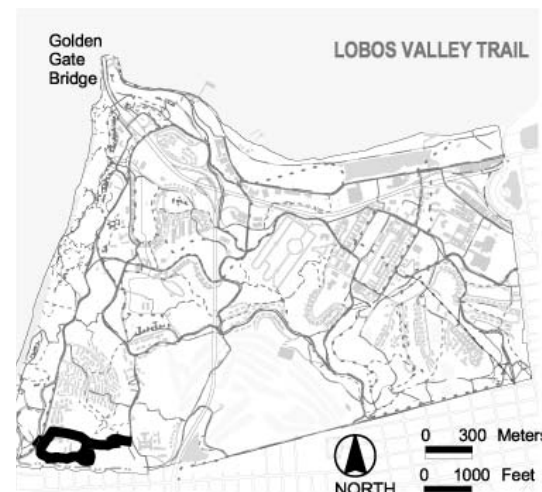 Golden
Gate
Bridge
LOBOS VALLEY TRAIL
0 300 Meters
0 1000 Feet
NORTH